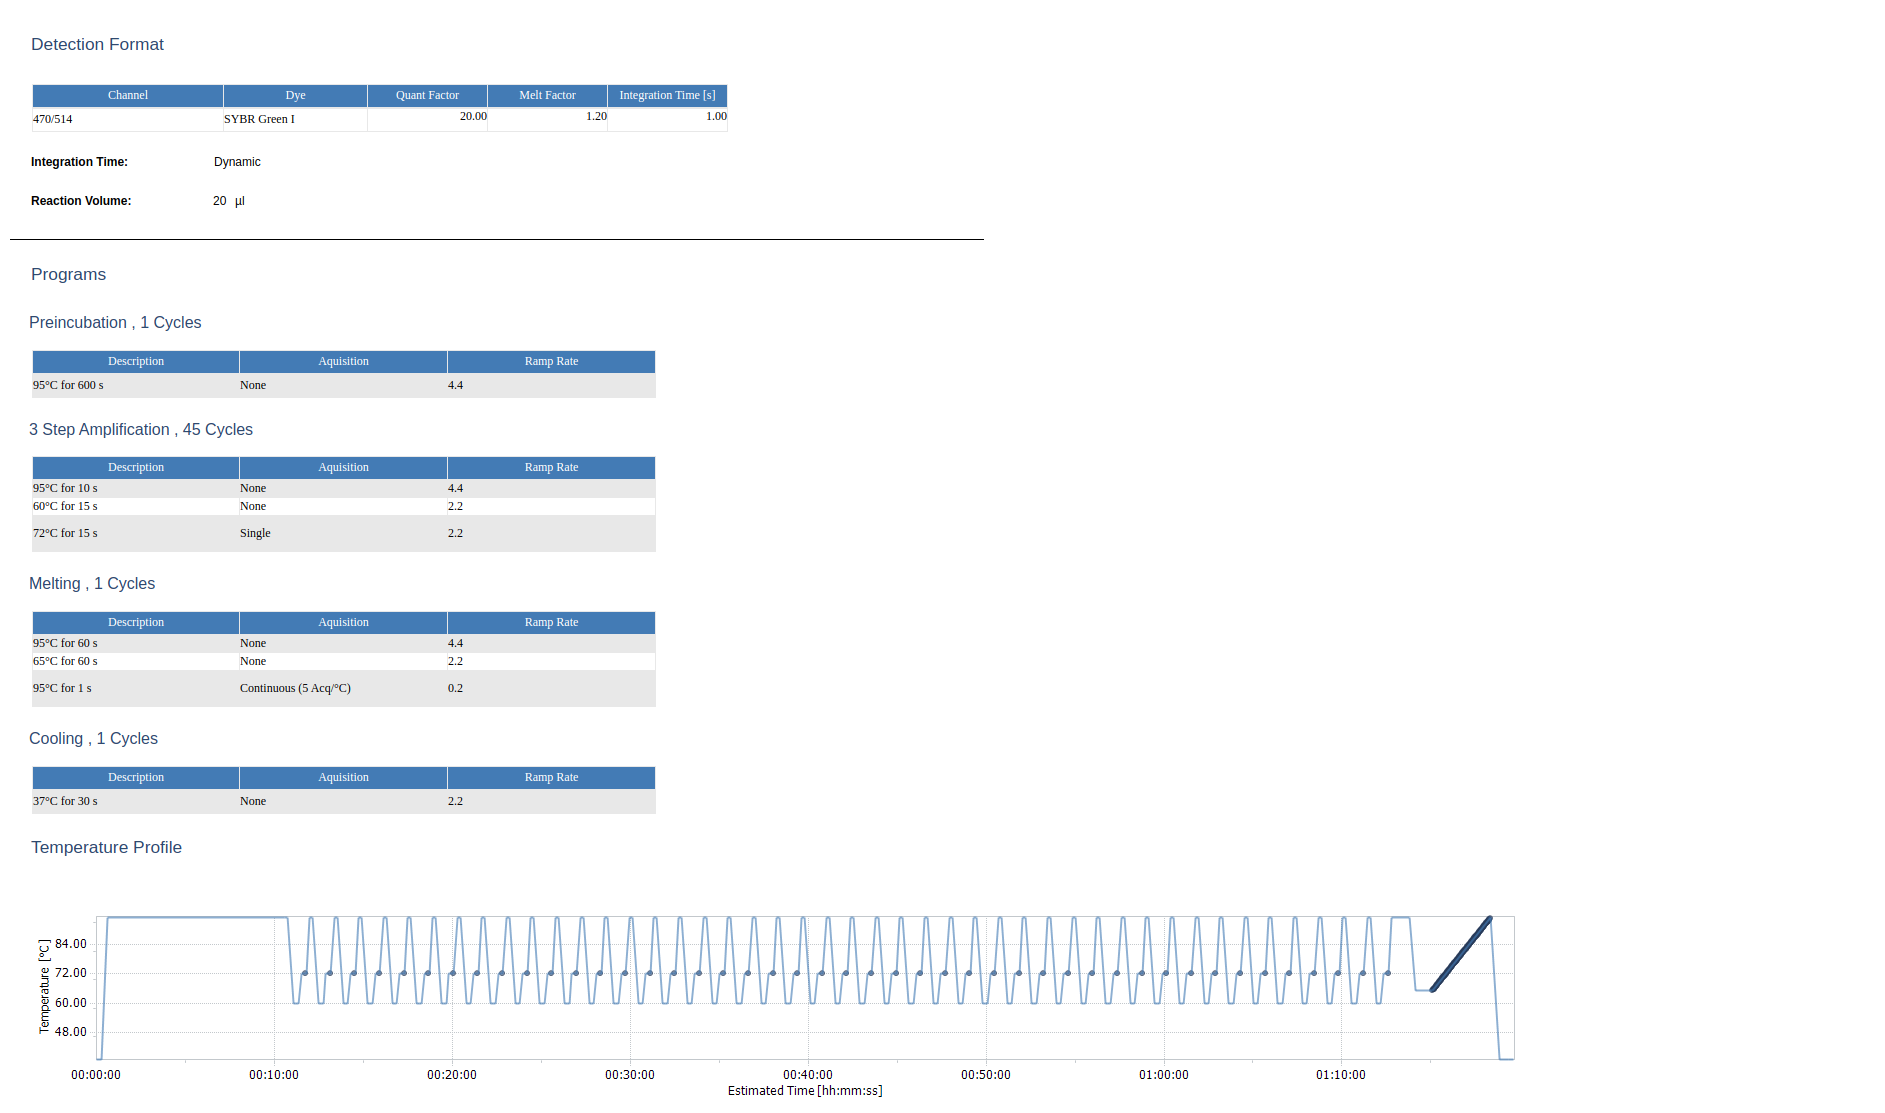 Detection Format
Channel Dye Quant Factor Melt Factor Integration Time [s]
470/514 SYBR Green I 20.00 1.20 1.00
Integration Time: Dynamic
Reaction Volume: 20 µl
Programs
Preincubation , 1 Cycles
Description Aquisition Ramp Rate
95°C for 600 s None 4.4
3 Step Amplification , 45 Cycles
Description Aquisition Ramp Rate
95°C for 10 s None 4.4
60°C for 15 s None 2.2
72°C for 15 s Single 2.2
Melting , 1 Cycles
Description Aquisition Ramp Rate
95°C for 60 s None 4.4
65°C for 60 s None 2.2
95°C for 1 s Continuous (5 Acq/°C) 0.2
Cooling , 1 Cycles
Description Aquisition Ramp Rate
37°C for 30 s None 2.2
Temperature Profile
Temperature [°C]
84.00
72.00
60.00
48.00
00:00:00 00:10:00 00:20:00 00:30:00 00:40:00 00:50:00 01:00:00 01:10:00
Estimated Time [hh:mm:ss]